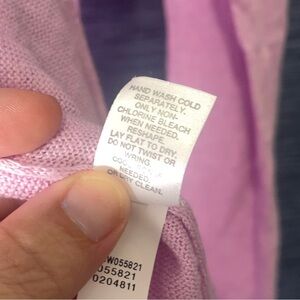 HAND WASH COLD
SEPARATELY.
ONLY NON-
CHLORINE BLEACH
WHEN NEEDED.
RESHAPE.
LAY FLAT TO DRY.
DO NOT TWIST OR
WRING.
NEEDED.
OR DRY CLEAN.
W055821
055821
0204811